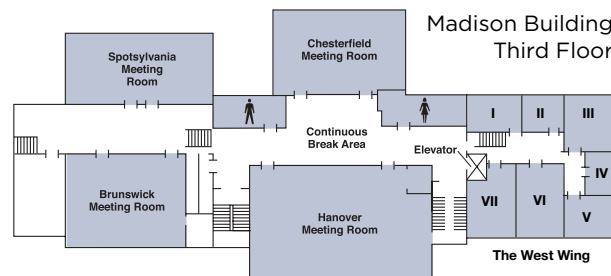 Madison Building
Third Floor
Spotsylvania
Meeting
Room
Chesterfield
Meeting Room
I
II
III
Continuous
Break Area
Elevator
IV
Brunswick
Meeting Room
Hanover
Meeting Room
VII
VI
V
The West Wing